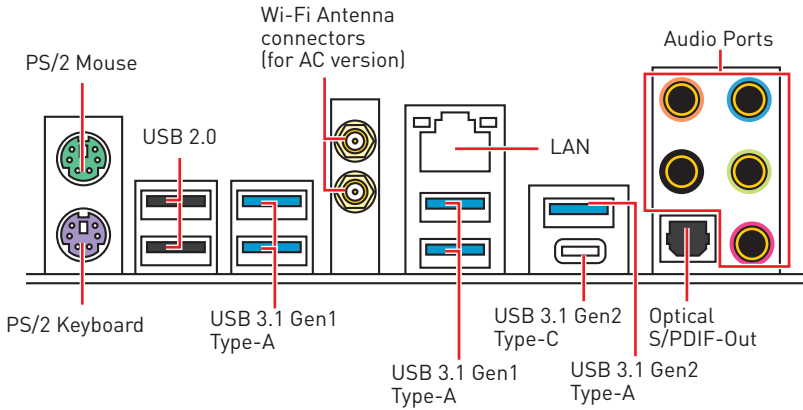 Wi-Fi Antenna
connectors
(for AC version)
Audio Ports
PS/2 Mouse
USB 2.0
LAN
PS/2 Keyboard
USB 3.1 Gen1
Type-A
USB 3.1 Gen1
Type-A
USB 3.1 Gen2
Type-C
USB 3.1 Gen2
Type-A
Optical
S/PDIF-Out